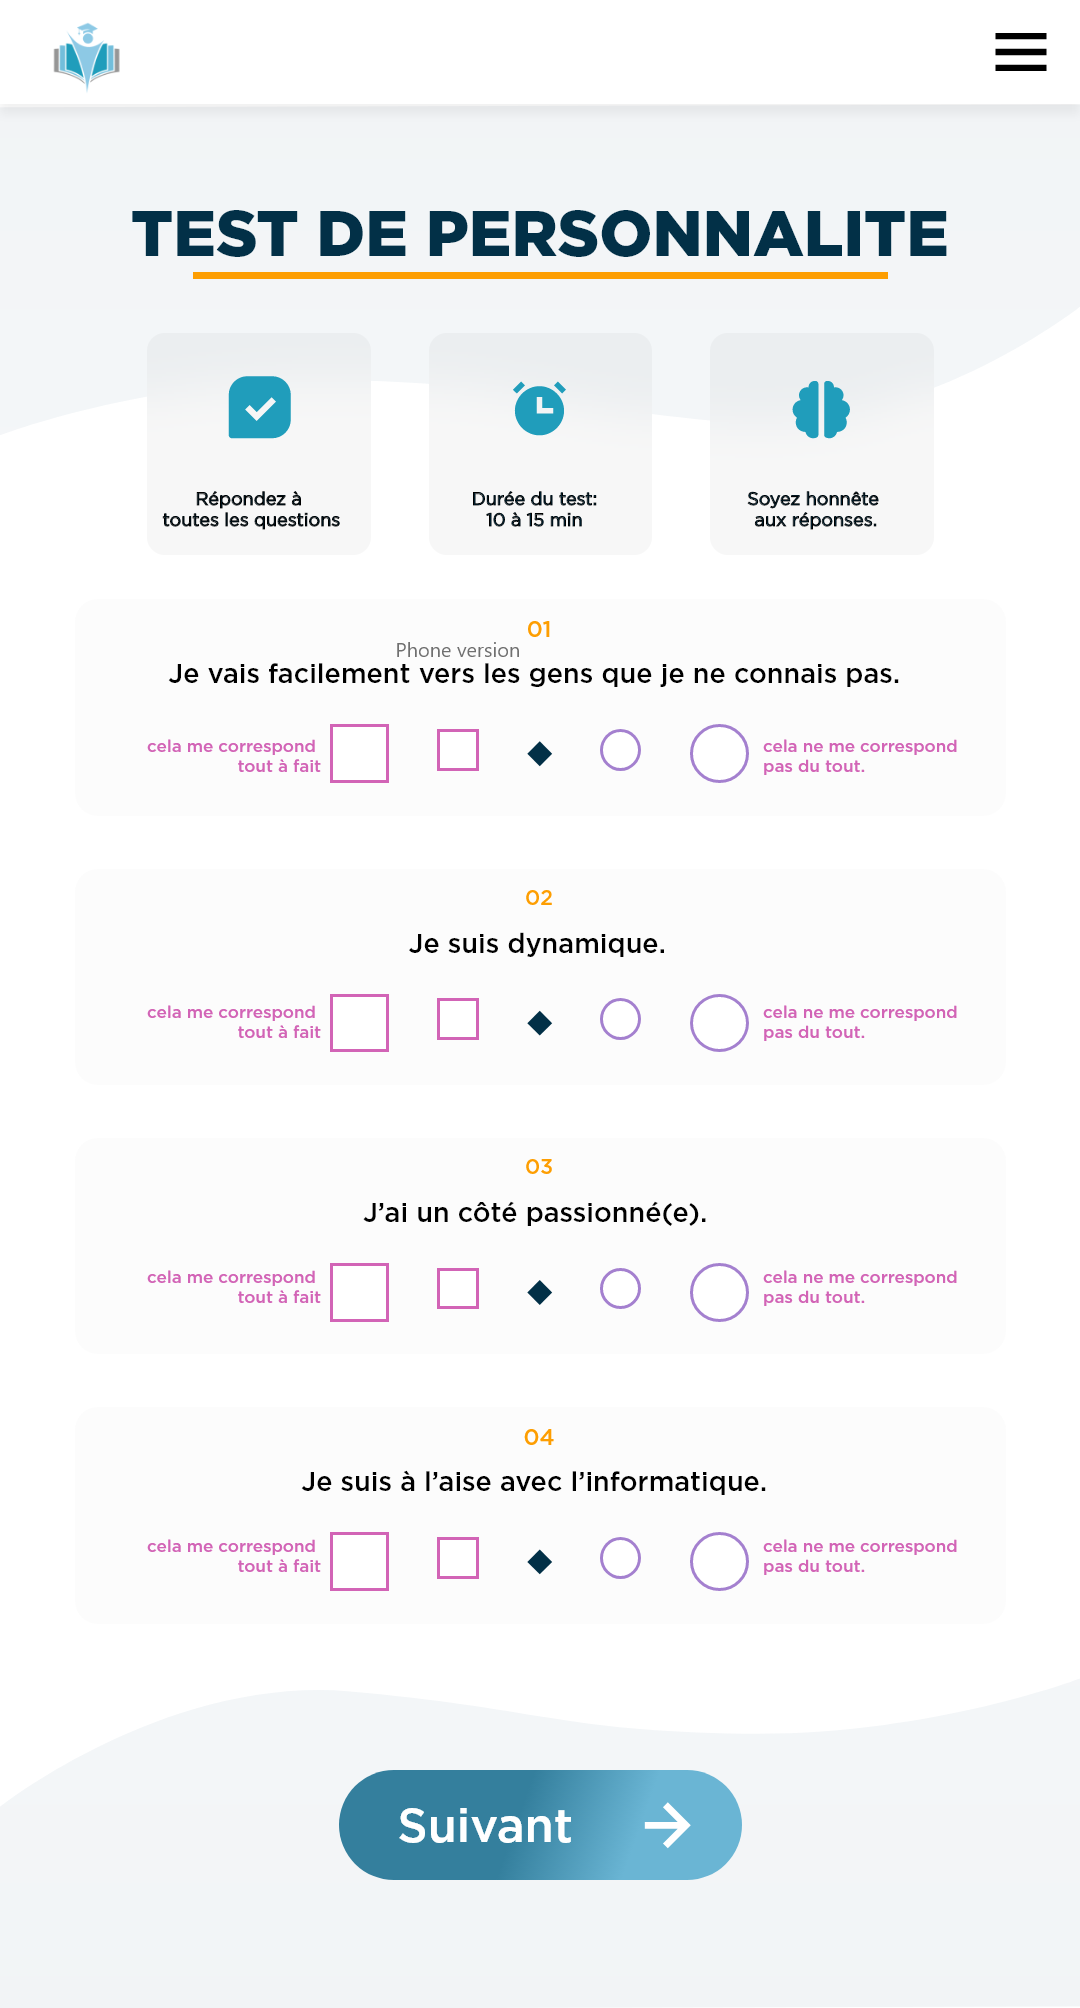 TEST DE PERSONNALITE
Répondez à
toutes les questions
Durée du test:
10 à 15 min
Soyez honnête
aux réponses.
01
Phone version
Je vais facilement vers les gens que je ne connais pas.
cela me correspond
tout à fait
cela ne me correspond
pas du tout.
02
Je suis dynamique.
cela me correspond
tout à fait
cela ne me correspond
pas du tout.
03
J’ai un côté passionné(e).
cela me correspond
tout à fait
cela ne me correspond
pas du tout.
04
Je suis à l’aise avec l’informatique.
cela me correspond
tout à fait
cela ne me correspond
pas du tout.
Suivant